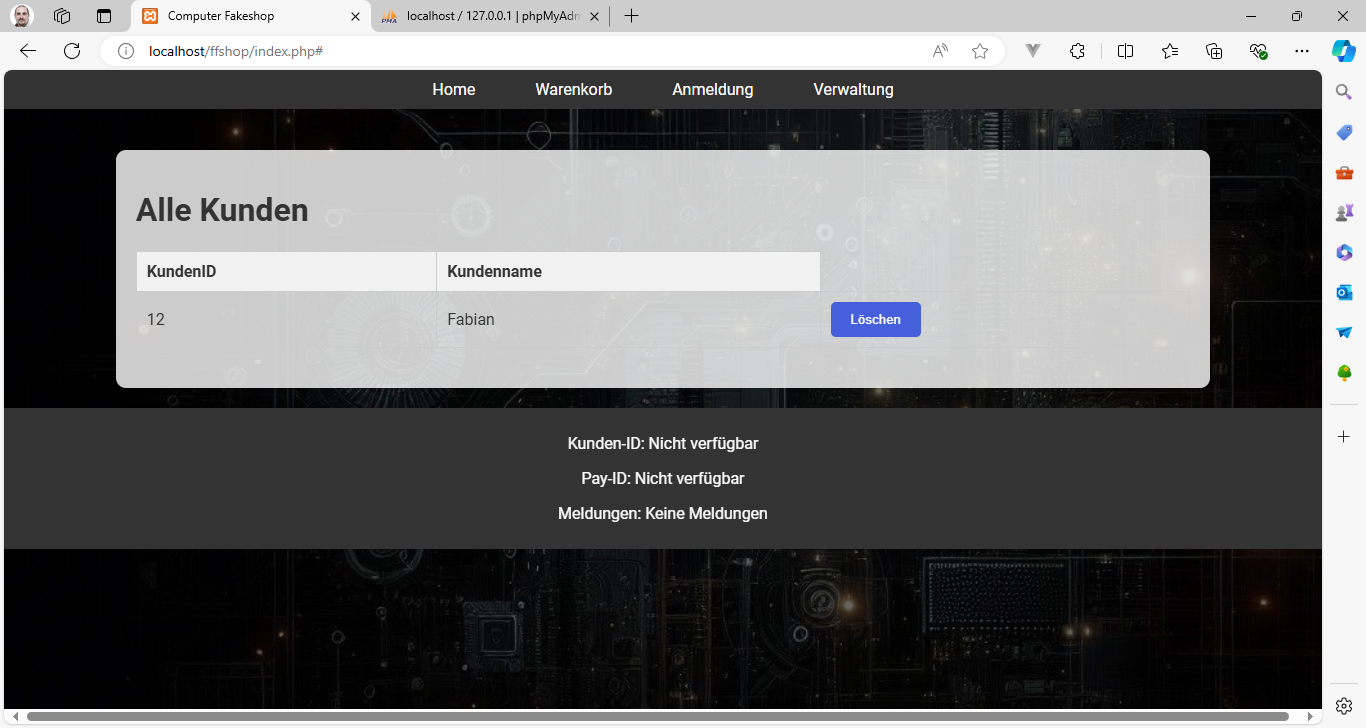 Computer Fakeshop
localhost / 127.0.0.1 | phpMyAdm
localhost/ffshop/index.php#
Home Warenkorb Anmeldung Verwaltung
Alle Kunden
KundenID Kundenname
12 Fabian Löschen
Kunden-ID: Nicht verfügbar
Pay-ID: Nicht verfügbar
Meldungen: Keine Meldungen